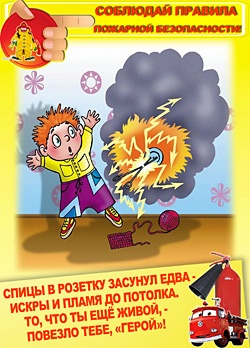 СОБЛЮДАЙ ПРАВИЛА
ПОЖАРНОЙ БЕЗОПАСНОСТИ!
СПИЦЫ В РОЗЕТКУ ЗАСУНУЛ ЕДВА -
ИСКРЫ И ПЛАМЯ ДО ПОТОЛКА.
ТО, ЧТО ТЫ ЕЩЁ ЖИВОЙ, -
ПОВЕЗЛО ТЕБЕ, «ГЕРОЙ»!